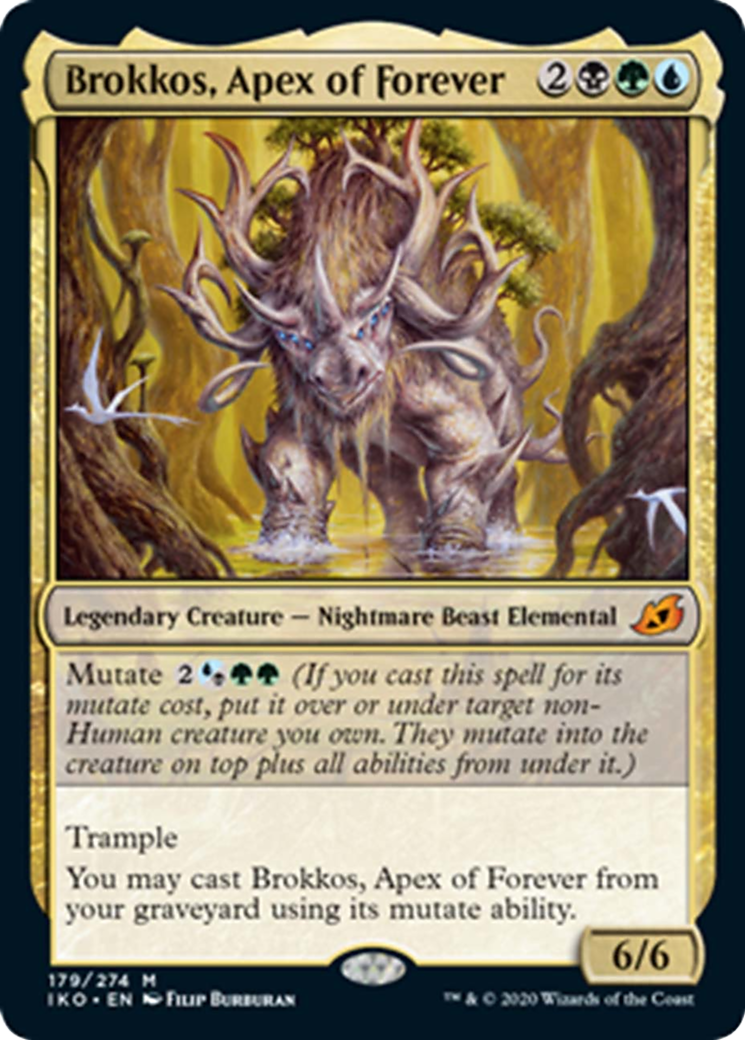 Brokkos, Apex of Forever 2
Legendary Creature — Nightmare Beast Elemental
Mutate 2 (If you cast this spell for its
mutate cost, put it over or under target non-
Human creature you own. They mutate into the
creature on top plus all abilities from under it.)
Trample
You may cast Brokkos, Apex of Forever from
your graveyard using its mutate ability.
6/6
179/274 M
IKO • EN Filip Burburan
™ & © 2020 Wizards of the Coast